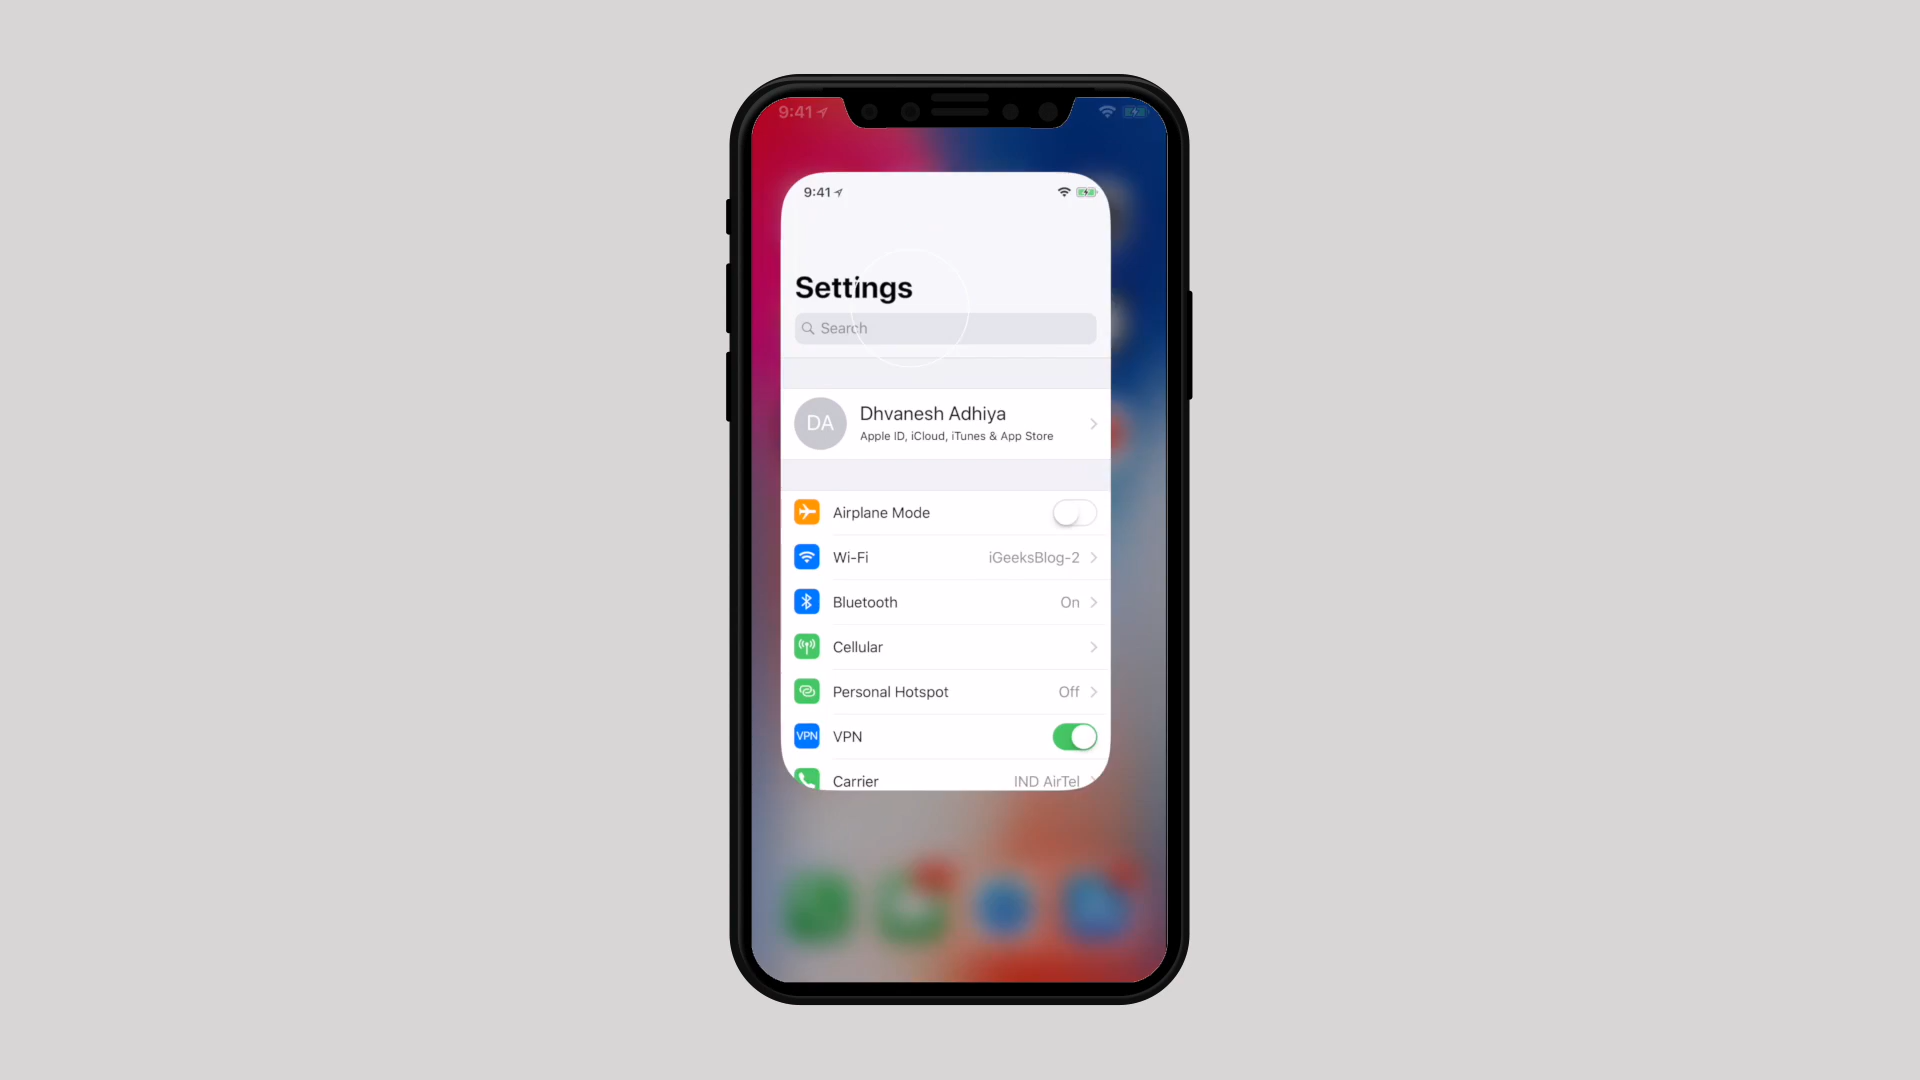 9:41
9:41
Settings
Search
DA
Dhvanesh Adhiya
Apple ID, iCloud, iTunes & App Store
Airplane Mode
Wi-Fi iGeeksBlog-2
Bluetooth On
Cellular
Personal Hotspot Off
VPN VPN
Carrier IND AirTel